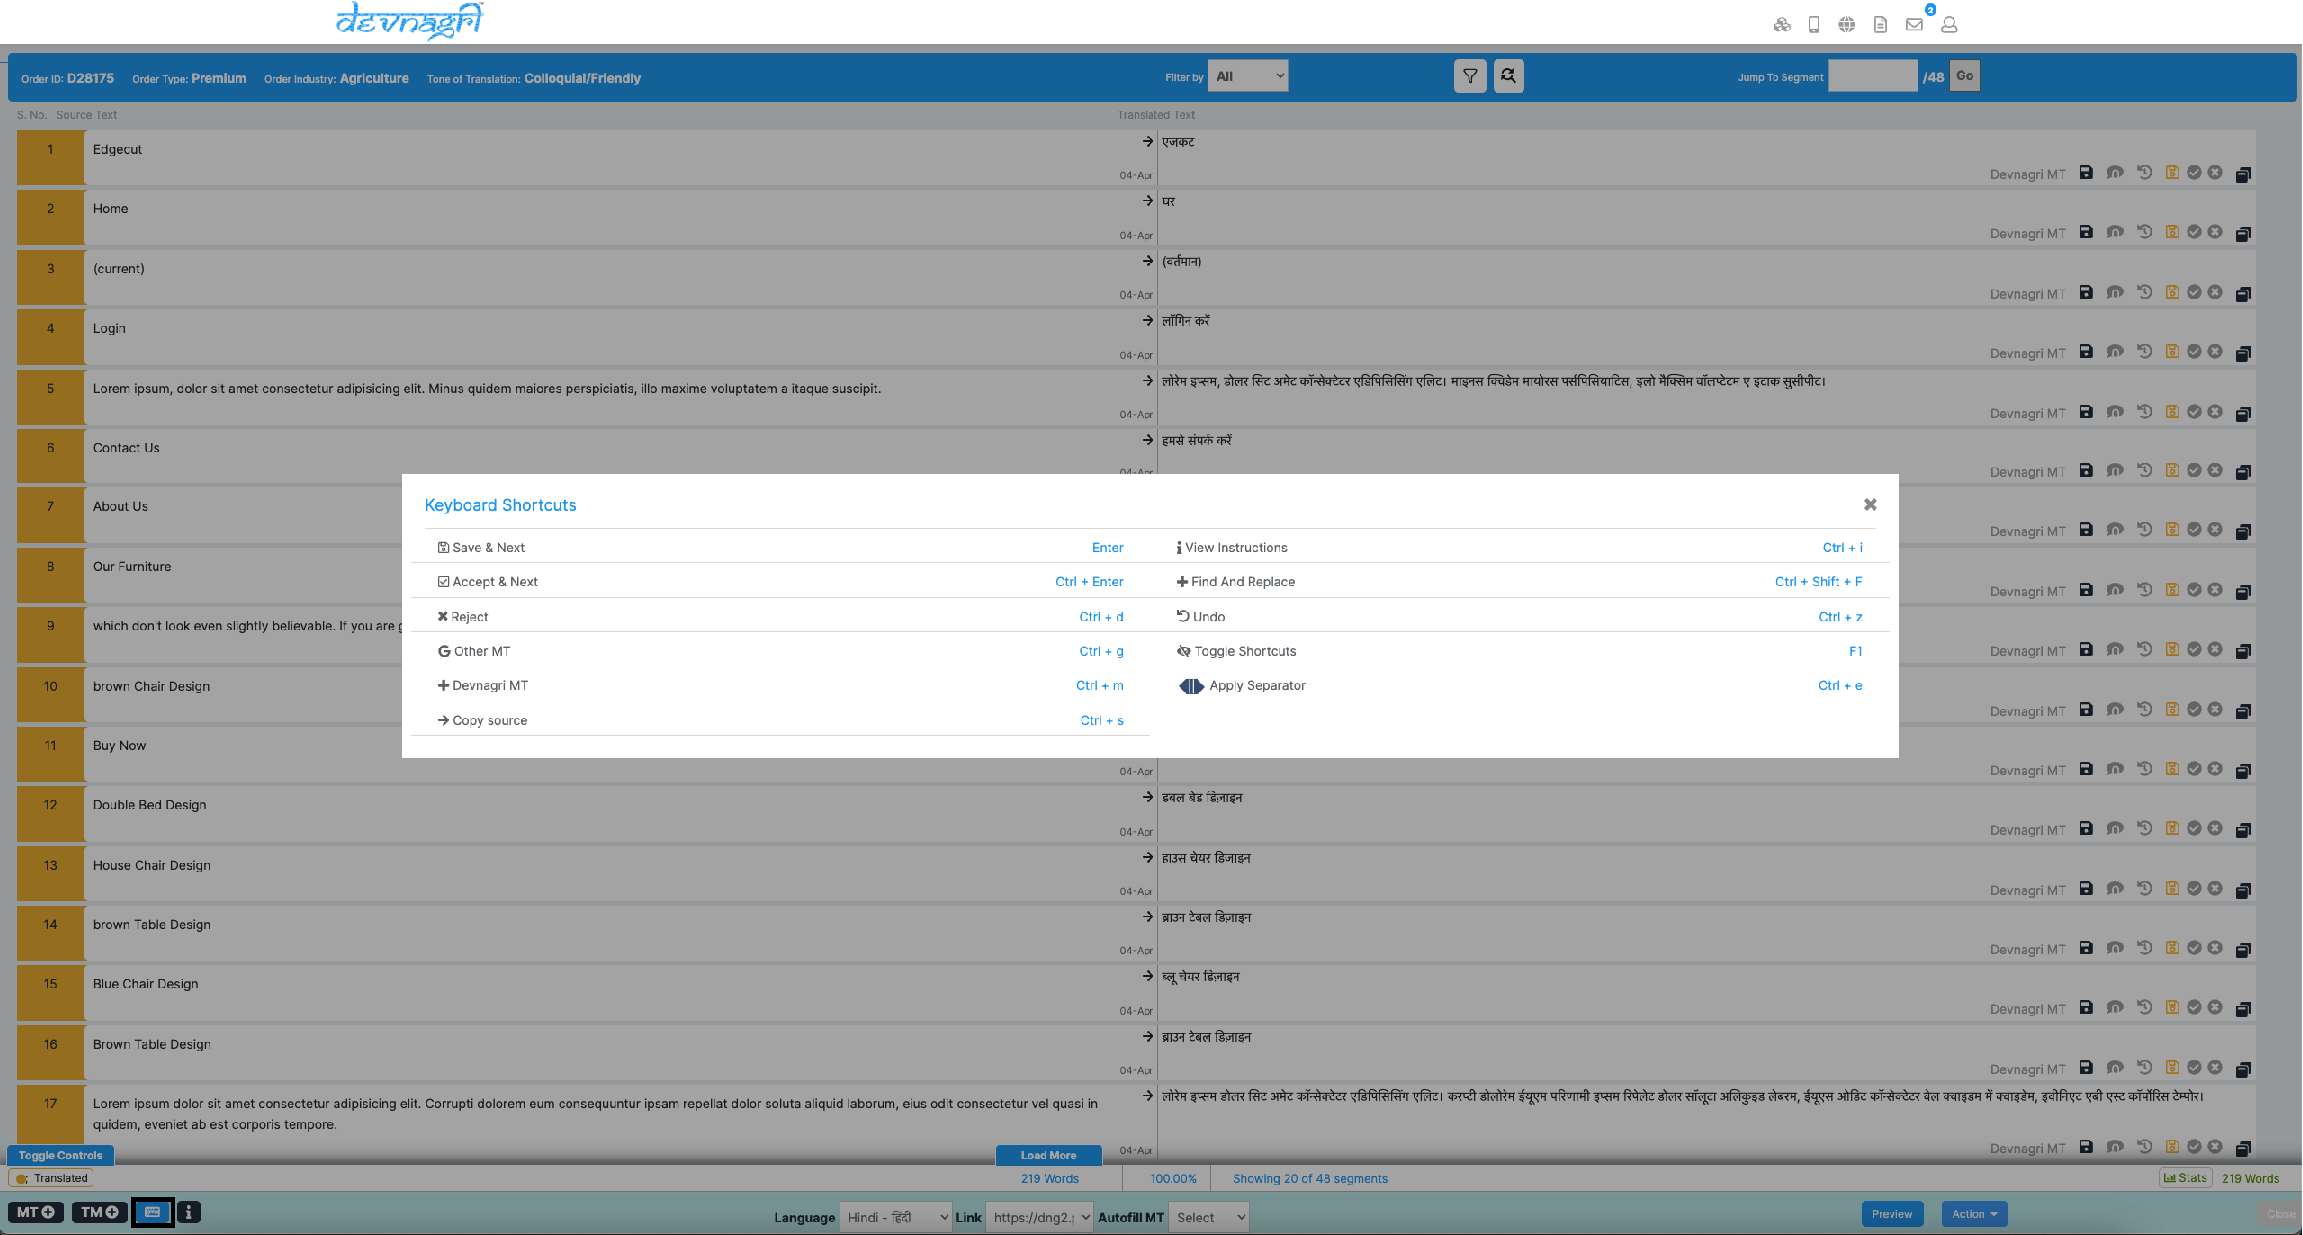 devnagri
2
Order ID: D28175 Order Type: Premium Order Industry: Agriculture Tone of Translation: Colloquial/Friendly Filter by All Jump To Segment /48 Go
S. No. Source Text Translated Text
1 Edgecut एजकट
04-Apr Devnagri MT
2 Home घर
04-Apr Devnagri MT
3 (current) (वर्तमान)
04-Apr Devnagri MT
4 Login लॉगिन करें
04-Apr Devnagri MT
5 Lorem ipsum, dolor sit amet consectetur adipisicing elit. Minus quidem maiores perspiciatis, illo maxime voluptatem a itaque suscipit. लोरेम इप्सम, डोलर सिट अमेट कॉन्सेक्टेटर एडिपिसिसिंग एलिट। माइनस क्विडेम मायोरस पर्सपिसियाटिस, इलो मैक्सिम वॉलप्टेटम ए इटाक सुसीपीट।
04-Apr Devnagri MT
6 Contact Us हमसे संपर्क करें
04-Apr Devnagri MT
Keyboard Shortcuts
7 About Us Devnagri MT
Save & Next Enter View Instructions Ctrl + i
8 Our Furniture Devnagri MT
Accept & Next Ctrl + Enter Find And Replace Ctrl + Shift + F
Reject Ctrl + d Undo Ctrl + z
9 which don't look even slightly believable. If you are g Devnagri MT
Other MT Ctrl + g Toggle Shortcuts F1
10 brown Chair Design Devnagri MT
Devnagri MT Ctrl + m Apply Separator Ctrl + e
Copy source Ctrl + s
11 Buy Now
04-Apr Devnagri MT
12 Double Bed Design डबल बेड डिज़ाइन
04-Apr Devnagri MT
13 House Chair Design हाउस चेयर डिजाइन
04-Apr Devnagri MT
14 brown Table Design ब्राउन टेबल डिज़ाइन
04-Apr Devnagri MT
15 Blue Chair Design ब्लू चेयर डिज़ाइन
04-Apr Devnagri MT
16 Brown Table Design ब्राउन टेबल डिज़ाइन
04-Apr Devnagri MT
17 Lorem ipsum dolor sit amet consectetur adipisicing elit. Corrupti dolorem eum consequuntur ipsam repellat dolor soluta aliquid laborum, eius odit consectetur vel quasi in लोरेम इप्सम डोलर सिट अमेट कॉन्सेक्टेटर एडिपिसिसिंग एलिट। करप्टी डोलोरेम ईयूएम परिणामी इप्सम रिपेलेट डोलर सॉलूटा अलिकुइड लेबरम, ईयूएस ओडिट कॉन्सेक्टेटर वेल क्वाइडम में क्वाइडेम, इवीनिएट एबी एस्ट कॉर्पोरिस टेम्पोर।
quidem, eveniet ab est corporis tempore.
04-Apr Devnagri MT
Toggle Controls Load More
Translated 219 Words 100.00% Showing 20 of 48 segments Stats 219 Words
MT TM Language Hindi - हिंदी Link https://dng2.p Autofill MT Select Preview Action Close